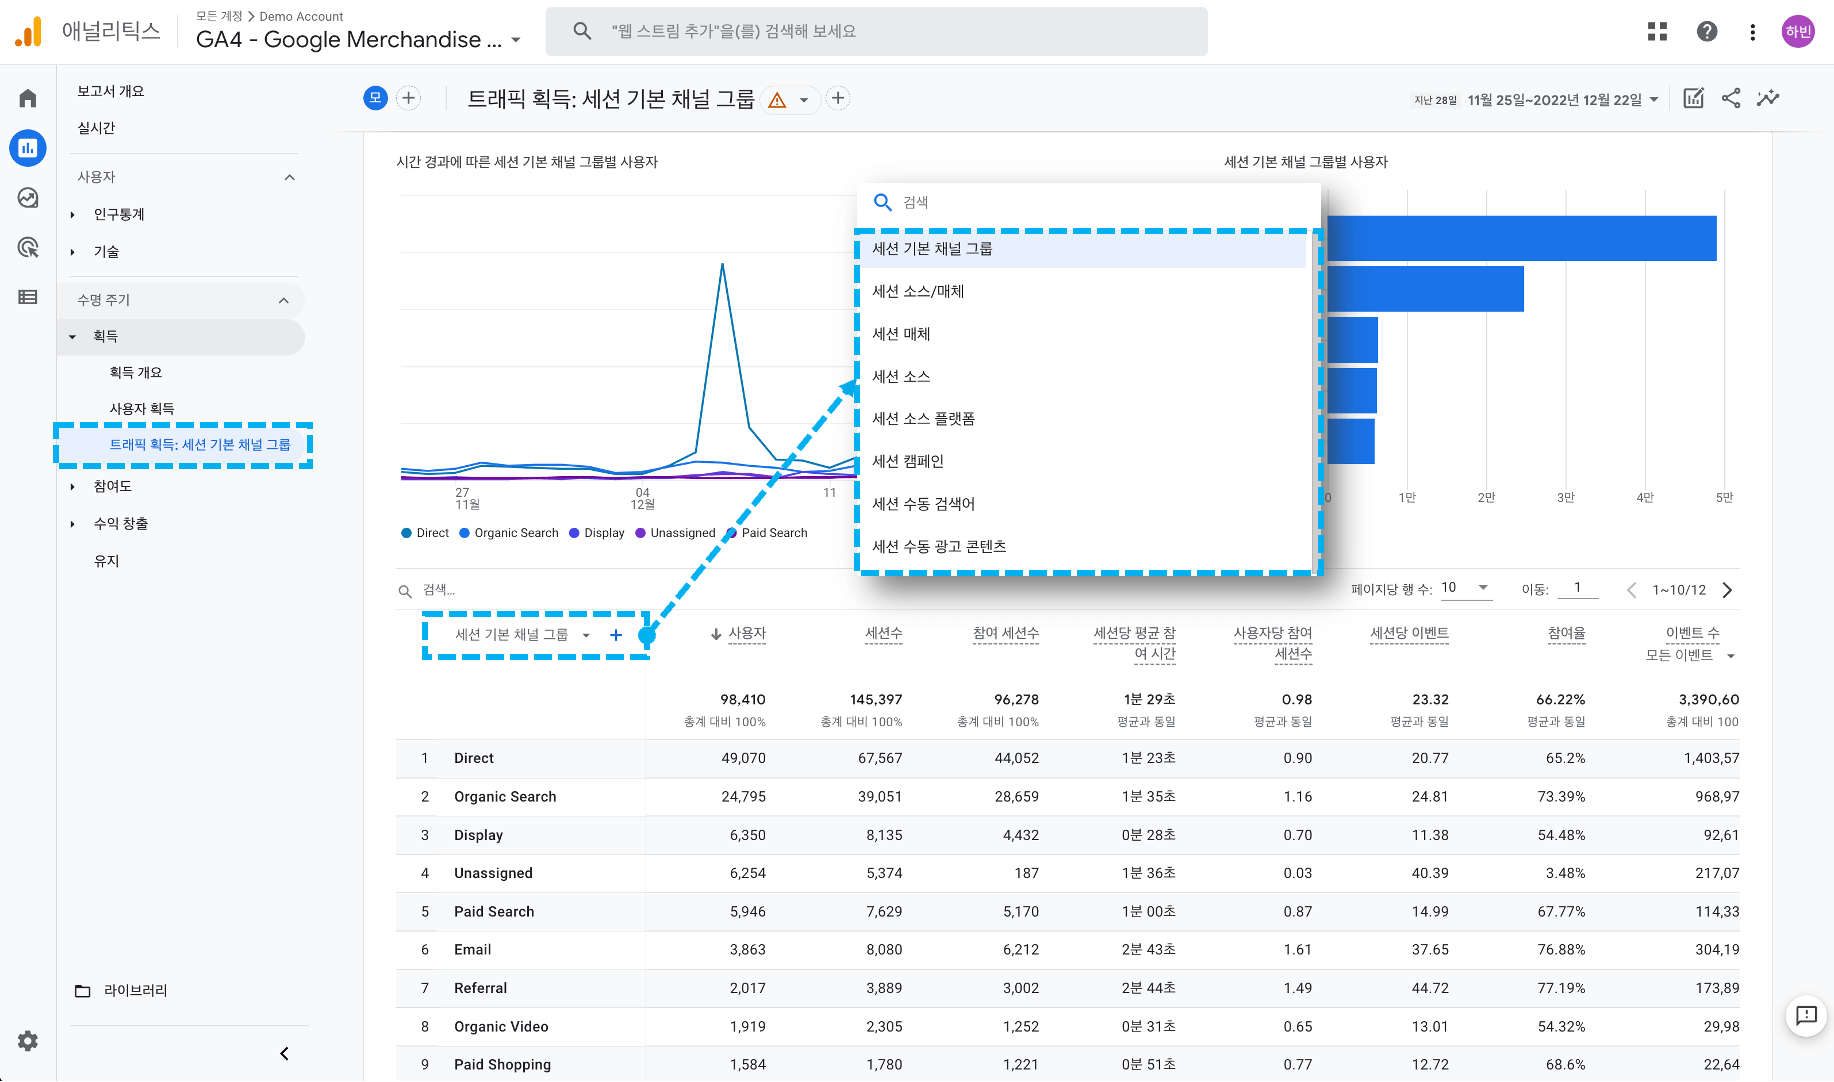 애널리틱스
모든 계정 > Demo Account
GA4 - Google Merchandise ...
"웹 스트림 추가"을(를) 검색해 보세요
하빈
보고서 개요
실시간
사용자
인구통계
기술
수명 주기
획득
획득 개요
사용자 획득
트래픽 획득: 세션 기본 채널 그룹
참여도
수익 창출
유지
라이브러리
모
트래픽 획득: 세션 기본 채널 그룹
지난 28일 11월 25일~2022년 12월 22일
시간 경과에 따른 세션 기본 채널 그룹별 사용자
27 04 11
11월 12월
Direct Organic Search Display Unassigned Paid Search
검색
세션 기본 채널 그룹
세션 소스/매체
세션 매체
세션 소스
세션 소스 플랫폼
세션 캠페인
세션 수동 검색어
세션 수동 광고 콘텐츠
세션 기본 채널 그룹별 사용자
0 1만 2만 3만 4만 5만
검색...
페이지당 행 수: 10 이동: 1 1~10/12
세션 기본 채널 그룹 + ↓ 사용자 세션수 참여 세션수 세션당 평균 참 사용자당 참여 세션당 이벤트 참여율 이벤트 수
여 시간 세션수 모든 이벤트
98,410 145,397 96,278 1분 29초 0.98 23.32 66.22% 3,390,60
총계 대비 100% 총계 대비 100% 총계 대비 100% 평균과 동일 평균과 동일 평균과 동일 평균과 동일 총계 대비 100
1 Direct 49,070 67,567 44,052 1분 23초 0.90 20.77 65.2% 1,403,57
2 Organic Search 24,795 39,051 28,659 1분 35초 1.16 24.81 73.39% 968,97
3 Display 6,350 8,135 4,432 0분 28초 0.70 11.38 54.48% 92,61
4 Unassigned 6,254 5,374 187 1분 36초 0.03 40.39 3.48% 217,07
5 Paid Search 5,946 7,629 5,170 1분 00초 0.87 14.99 67.77% 114,33
6 Email 3,863 8,080 6,212 2분 43초 1.61 37.65 76.88% 304,19
7 Referral 2,017 3,889 3,002 2분 44초 1.49 44.72 77.19% 173,89
8 Organic Video 1,919 2,305 1,252 0분 31초 0.65 13.01 54.32% 29,98
9 Paid Shopping 1,584 1,780 1,221 0분 51초 0.77 12.72 68.6% 22,64